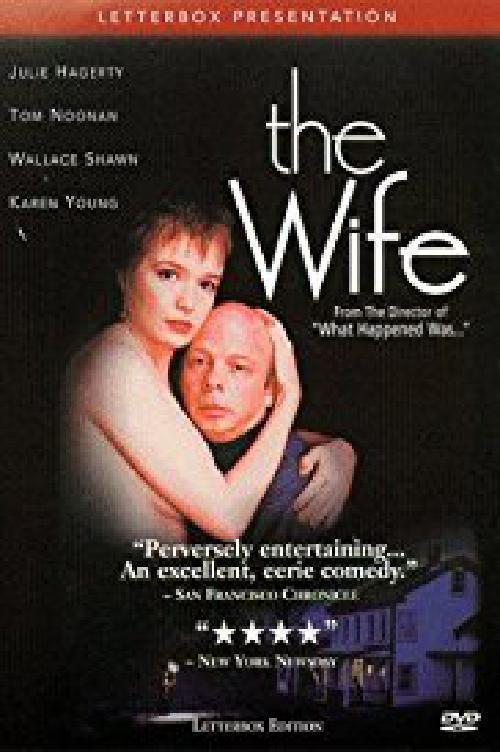 LETTERBOX PRESENTATION
JULIE HAGERTY
TOM NOONAN
WALLACE SHAWN
KAREN YOUNG
the
Wife
From The Director of
"What Happened Was..."
"Perversely entertaining...
An excellent, eerie comedy."
- SAN FRANCISCO CHRONICLE
"★★★★"
- NEW YORK NEWSDAY
LETTERBOX EDITION
DVD